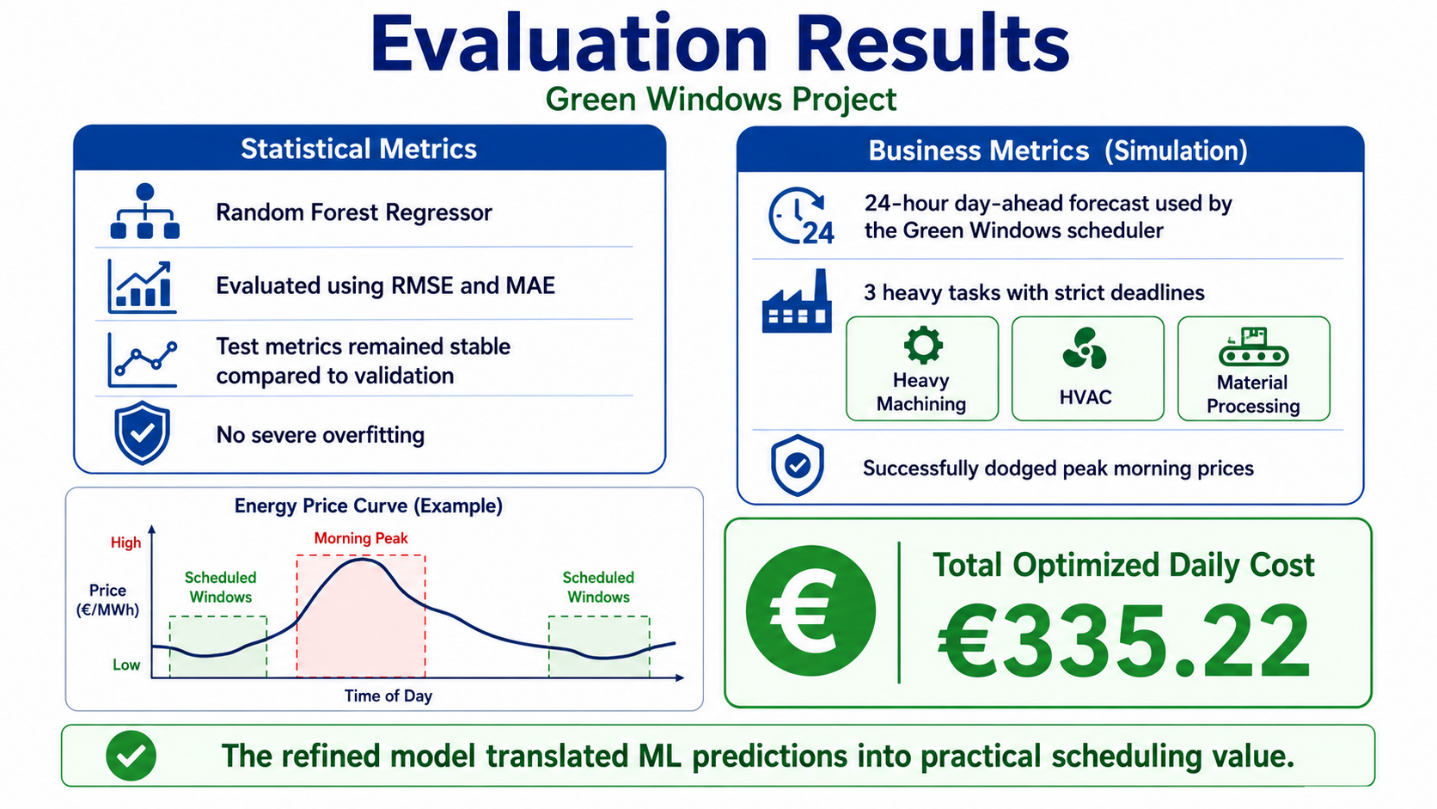 Evaluation Results
Green Windows Project
Statistical Metrics
Random Forest Regressor
Evaluated using RMSE and MAE
Test metrics remained stable
compared to validation
No severe overfitting
Business Metrics (Simulation)
24-hour day-ahead forecast used by
the Green Windows scheduler
24
3 heavy tasks with strict deadlines
Heavy
Machining
HVAC
Material
Processing
Successfully dodged peak morning prices
Energy Price Curve (Example)
High
Price
(€/MWh)
Low
Scheduled
Windows
Morning Peak
Scheduled
Windows
Time of Day
€
Total Optimized Daily Cost
€335.22
The refined model translated ML predictions into practical scheduling value.